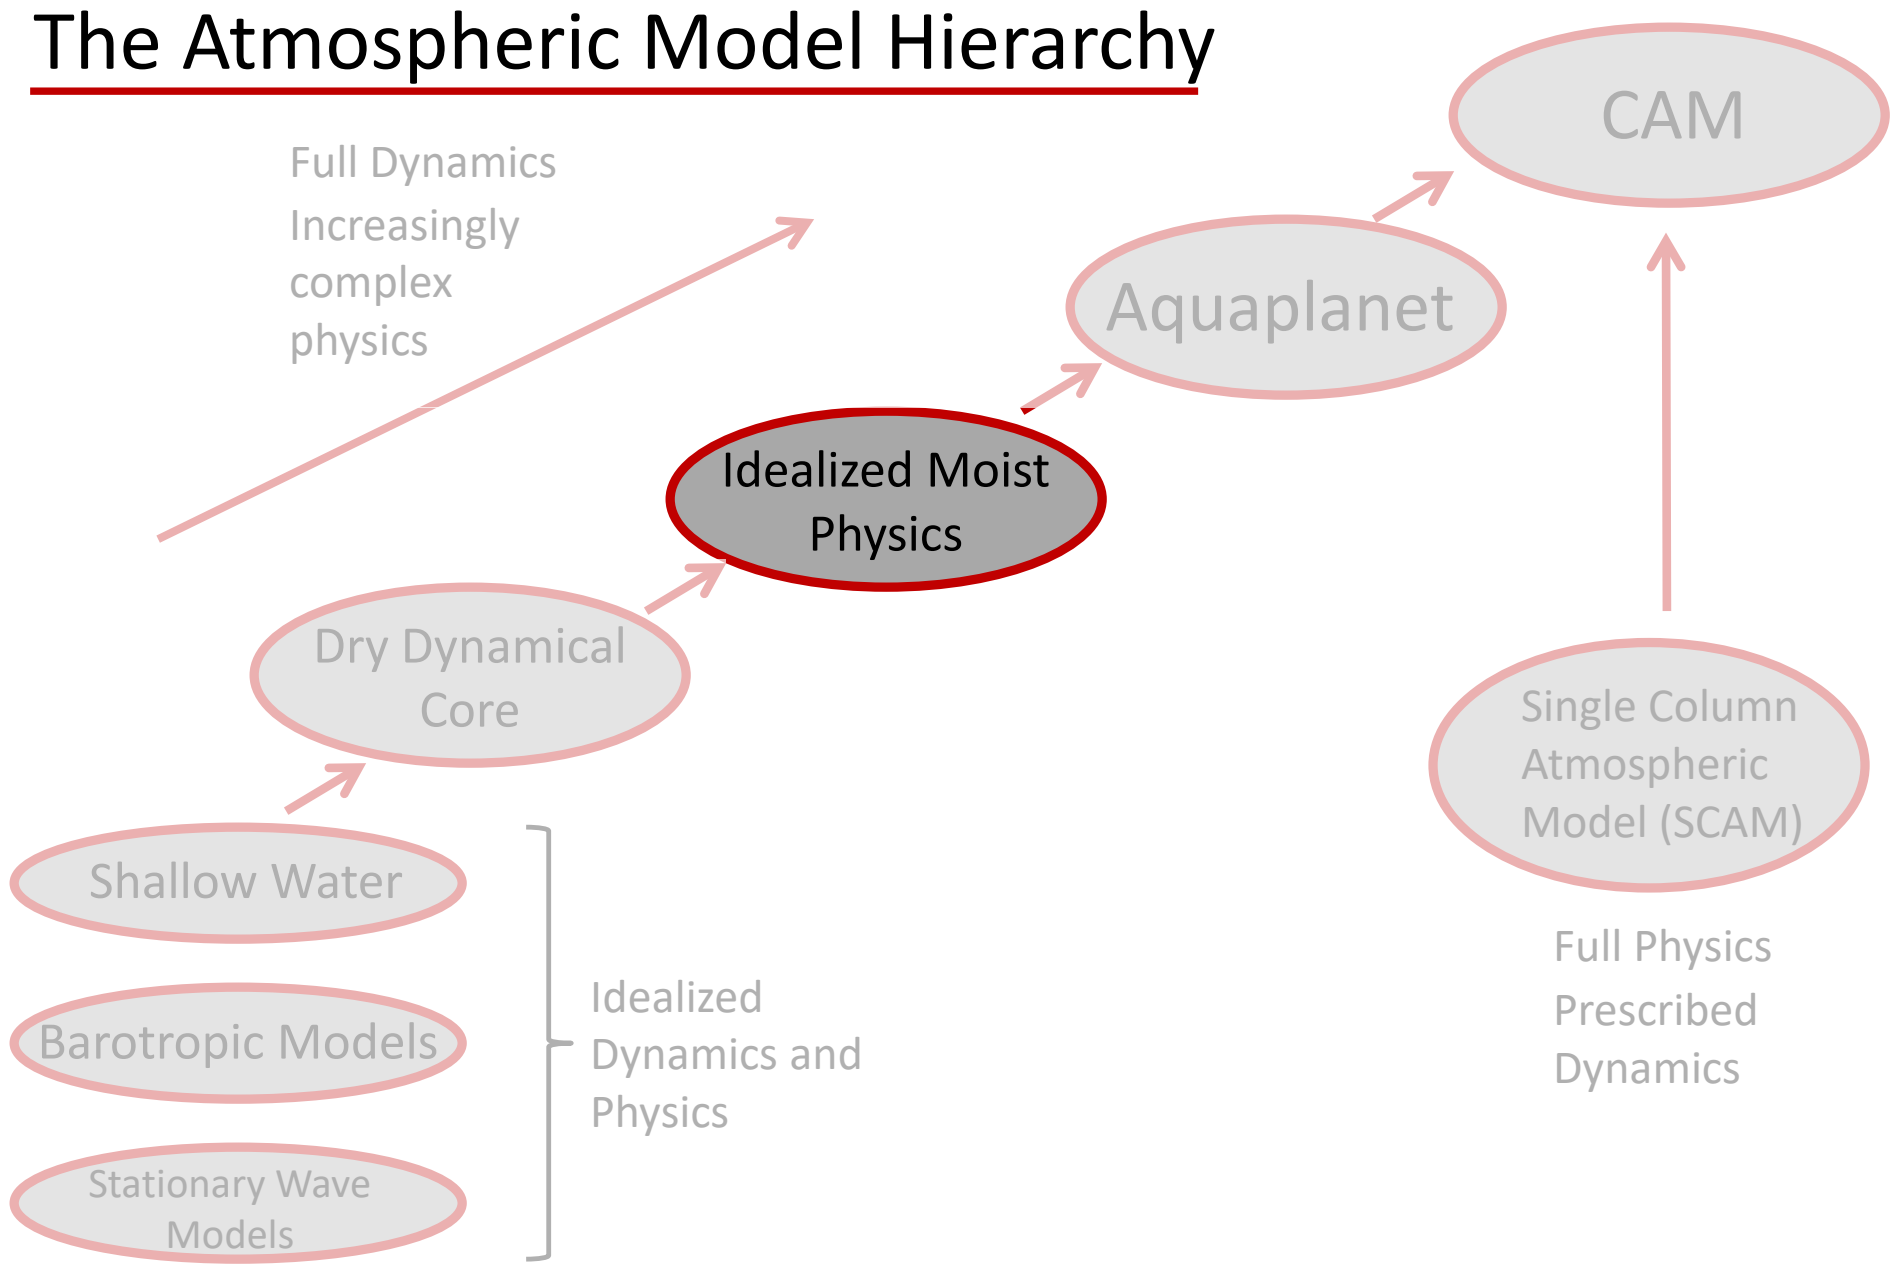 The Atmospheric Model Hierarchy
CAM
Full Dynamics
Increasingly
complex
physics
Aquaplanet
Idealized Moist
Physics
Dry Dynamical
Core
Single Column
Atmospheric
Model (SCAM)
Shallow Water
Full Physics
Prescribed
Dynamics
Idealized
Dynamics and
Physics
Barotropic Models
Stationary Wave
Models